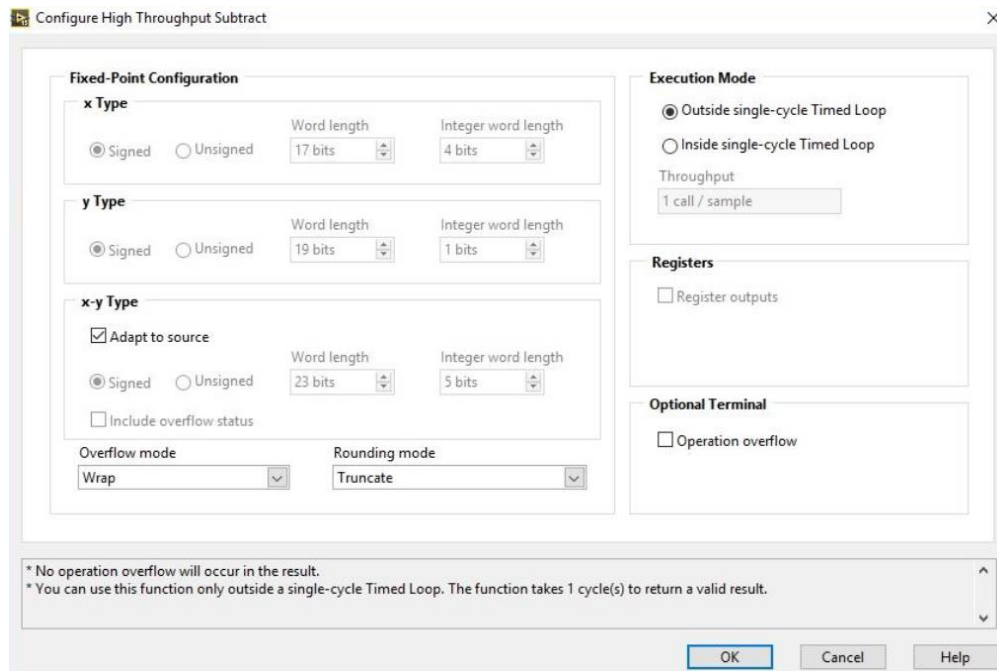 Configure High Throughput Subtract
Fixed-Point Configuration
x Type
Signed
Unsigned
Word length
17 bits
Integer word length
4 bits
y Type
Signed
Unsigned
Word length
19 bits
Integer word length
1 bits
x-y Type
Adapt to source
Signed
Unsigned
Word length
23 bits
Integer word length
5 bits
Include overflow status
Overflow mode
Wrap
Rounding mode
Truncate
Execution Mode
Outside single-cycle Timed Loop
Inside single-cycle Timed Loop
Throughput
1 call / sample
Registers
Register outputs
Optional Terminal
Operation overflow
* No operation overflow will occur in the result.
* You can use this function only outside a single-cycle Timed Loop. The function takes 1 cycle(s) to return a valid result.
OK
Cancel
Help